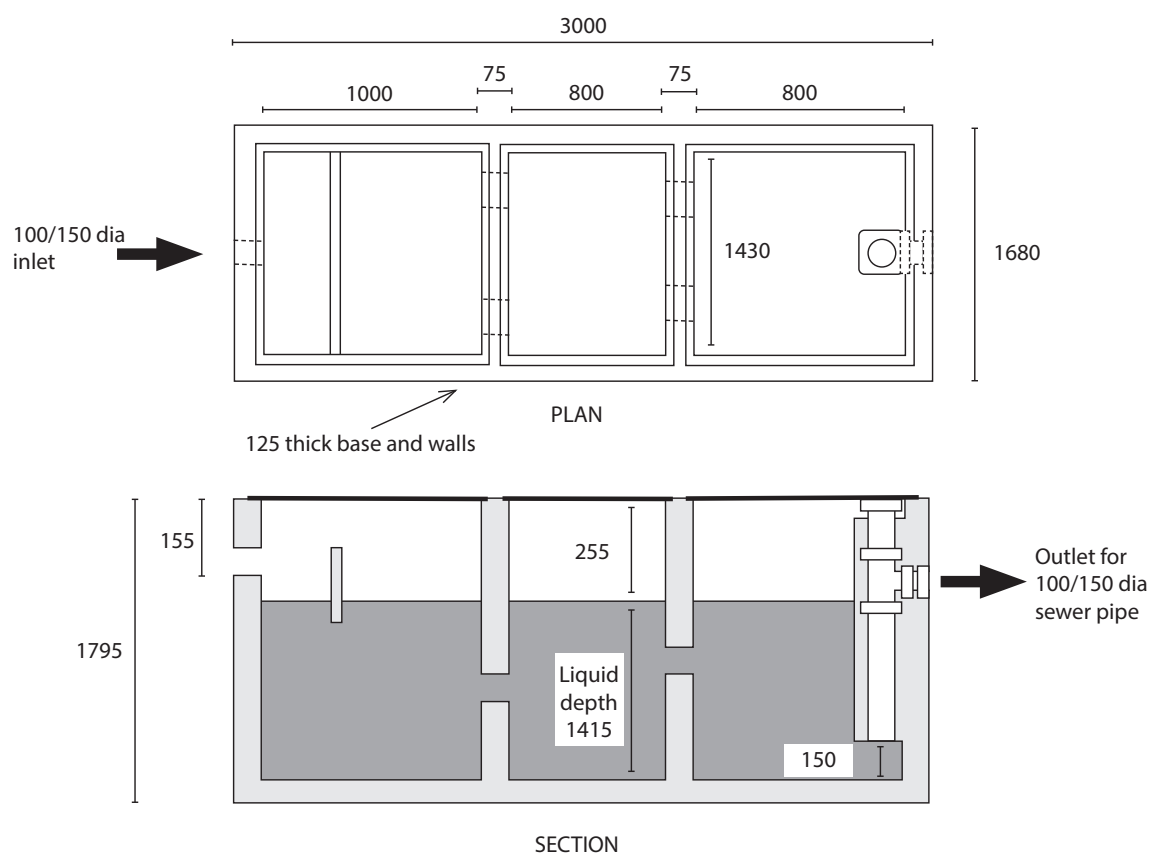 3000
75
75
1000
800
800
100/150 dia
inlet
1430
1680
PLAN
125 thick base and walls
155
255
Outlet for
100/150 dia
sewer pipe
1795
Liquid
depth
1415
150
SECTION